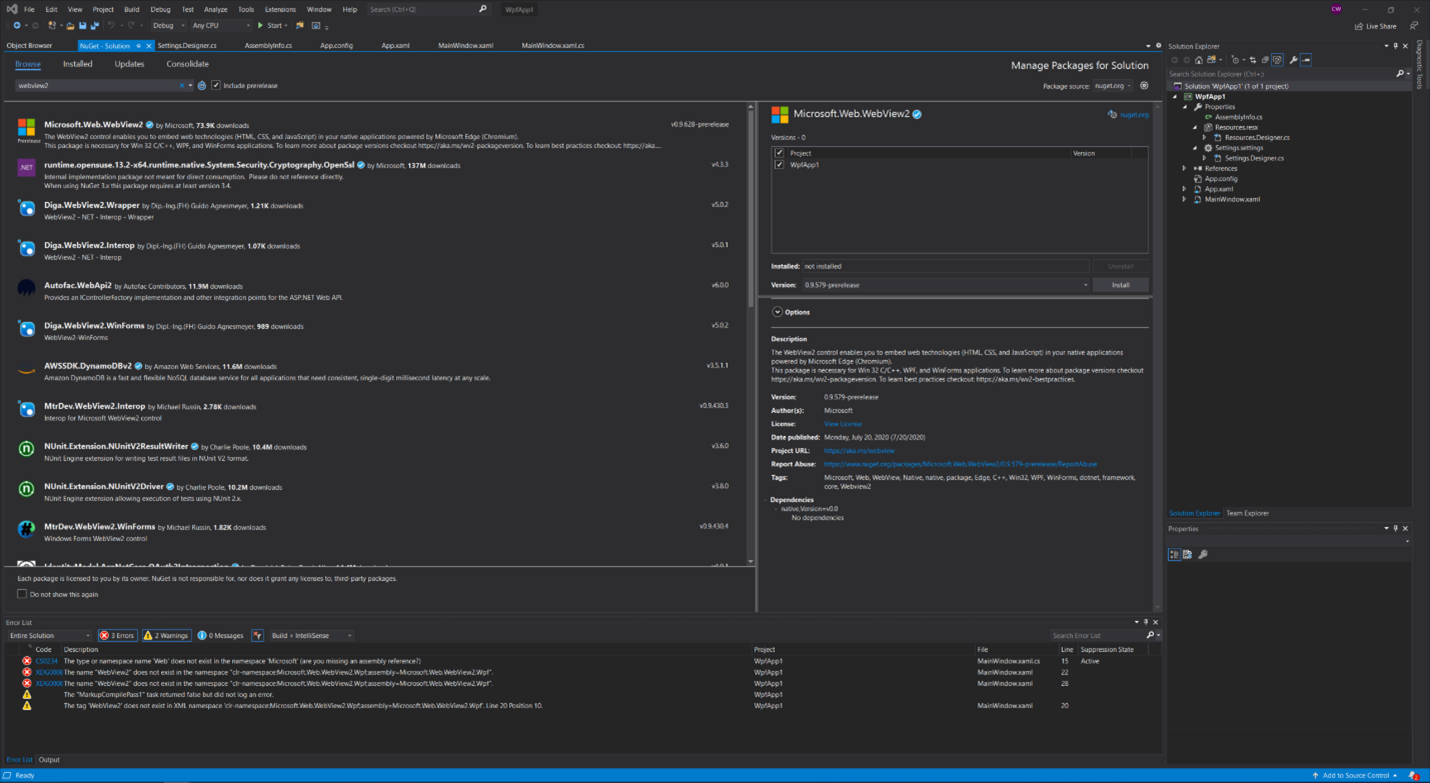 File Edit View Project Build Debug Test Analyze Tools Extensions Window Help Search (Ctrl+Q) WpfApp1 CW
Debug Any CPU Start Live Share
Object Browser NuGet - Solution Settings.Designer.cs AssemblyInfo.cs App.config App.xaml MainWindow.xaml MainWindow.xaml.cs
Browse Installed Updates Consolidate
Manage Packages for Solution
webview2 Include prerelease
Package source: nuget.org
Microsoft.Web.WebView2 by Microsoft, 73.9K downloads v0.9.628-prerelease
Prerelease
The WebView2 control enables you to embed web technologies (HTML, CSS, and JavaScript) in your native applications powered by Microsoft Edge (Chromium).
This package is necessary for Win 32 C/C++, WPF, and WinForms applications. To learn more about package versions checkout https://aka.ms/wv2-packageversion. To learn best practices checkout: https://aka.ms/...
.NET
runtime.opensuse.13.2-x64.runtime.native.System.Security.Cryptography.OpenSsl by Microsoft, 137M downloads v4.3.3
Internal implementation package not meant for direct consumption. Please do not reference directly.
When using NuGet 3.x this package requires at least version 3.4.
Diga.WebView2.Wrapper by Dip.-Ing.(FH) Guido Agnesmeyer, 1.21K downloads v5.0.2
WebView2 - NET - Interop - Wrapper
Diga.WebView2.Interop by Dipl.-Ing.(FH) Guido Agnesmeyer, 1.07K downloads v5.0.1
WebView2 - NET - Interop
Autofac.WebApi2 by Autofac Contributors, 11.9M downloads v6.0.0
Provides an IControllerFactory implementation and other integration points for the ASP.NET Web API.
Diga.WebView2.WinForms by Dipl.-Ing.(FH) Guido Agnesmeyer, 989 downloads v5.0.2
WebView2-WinForms
AWSSDK.DynamoDBv2 by Amazon Web Services, 11.6M downloads v3.5.1.1
Amazon DynamoDB is a fast and flexible NoSQL database service for all applications that need consistent, single-digit millisecond latency at any scale.
MtrDev.WebView2.Interop by Michael Russin, 2.78K downloads v0.9.430.3
Interop for Microsoft WebView2 control
NUnit.Extension.NUnitV2ResultWriter by Charlie Poole, 10.4M downloads v3.6.0
NUnit Engine extension for writing test result files in NUnit V2 format.
NUnit.Extension.NUnitV2Driver by Charlie Poole, 10.2M downloads v3.8.0
NUnit Engine extension allowing execution of tests using NUnit 2.x.
MtrDev.WebView2.WinForms by Michael Russin, 1.82K downloads v0.9.430.4
Windows Forms WebView2 control
Each package is licensed to you by its owner. NuGet is not responsible for, nor does it grant any licenses to, third-party packages.
Do not show this again
Microsoft.Web.WebView2 nuget.org
Versions - 0
Project Version
WpfApp1
Installed: not installed Uninstall
Version: 0.9.579-prerelease Install
Options
Description
The WebView2 control enables you to embed web technologies (HTML, CSS, and JavaScript) in your native applications
powered by Microsoft Edge (Chromium).
This package is necessary for Win 32 C/C++, WPF, and WinForms applications. To learn more about package versions checkout
https://aka.ms/wv2-packageversion. To learn best practices checkout: https://aka.ms/wv2-bestpractices.
Version: 0.9.579-prerelease
Author(s): Microsoft
License: View License
Date published: Monday, July 20, 2020 (7/20/2020)
Project URL: https://aka.ms/webview
Report Abuse: https://www.nuget.org/packages/Microsoft.Web.WebView2/0.9.579-prerelease/ReportAbuse
Tags: Microsoft, Web, WebView, Native, native, package, Edge, C++, Win32, WPF, WinForms, dotnet, framework,
core, Webview2
Dependencies
native,Version=v0.0
No dependencies
Solution Explorer
Search Solution Explorer (Ctrl+;)
Solution 'WpfApp1' (1 of 1 project)
WpfApp1
Properties
AssemblyInfo.cs
Resources.resx
Resources.Designer.cs
Settings.settings
Settings.Designer.cs
References
App.config
App.xaml
MainWindow.xaml
Solution Explorer Team Explorer
Properties
Diagnostic Tools
Error List
Entire Solution 3 Errors 2 Warnings 0 Messages Build + IntelliSense Search Error List
Code Description Project File Line Suppression State
CS0234 The type or namespace name 'Web' does not exist in the namespace 'Microsoft' (are you missing an assembly reference?) WpfApp1 MainWindow.xaml.cs 15 Active
XDG0008 The name "WebView2" does not exist in the namespace "clr-namespace:Microsoft.Web.WebView2.Wpf;assembly=Microsoft.Web.WebView2.Wpf". WpfApp1 MainWindow.xaml 22
XDG0008 The name "WebView2" does not exist in the namespace "clr-namespace:Microsoft.Web.WebView2.Wpf;assembly=Microsoft.Web.WebView2.Wpf". WpfApp1 MainWindow.xaml 28
The "MarkupCompilePass1" task returned false but did not log an error. WpfApp1
The tag 'WebView2' does not exist in XML namespace 'clr-namespace:Microsoft.Web.WebView2.Wpf;assembly=Microsoft.Web.WebView2.Wpf'. Line 20 Position 10. WpfApp1 MainWindow.xaml 20
Error List Output
Ready Add to Source Control 2